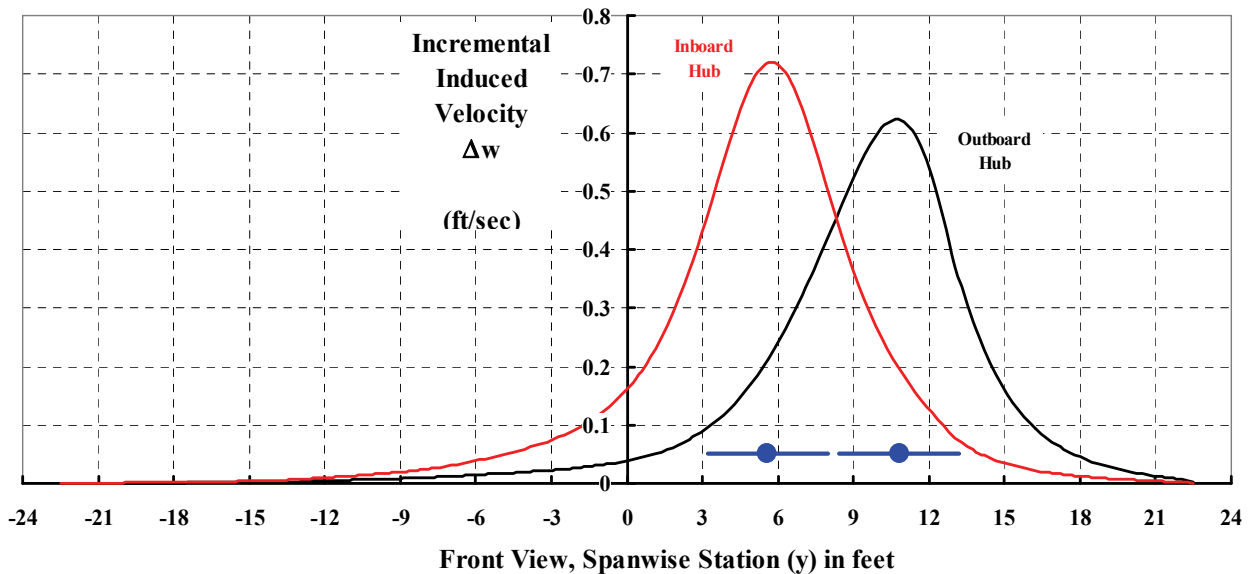 Incremental
Induced
Velocity
Δw
(ft/sec)
0.8
0.7
0.6
0.5
0.4
0.3
0.2
0.1
0
Inboard
Hub
Outboard
Hub
-24 -21 -18 -15 -12 -9 -6 -3 0 3 6 9 12 15 18 21 24
Front View, Spanwise Station (y) in feet